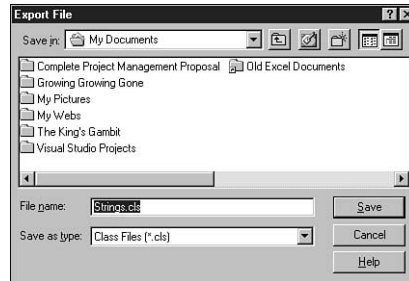 Export File
Save in: My Documents
Complete Project Management Proposal
Growing Growing Gone
My Pictures
My Webs
The King's Gambit
Visual Studio Projects
Old Excel Documents
File name: Strings.cls
Save
Save as type: Class Files (*.cls)
Cancel
Help